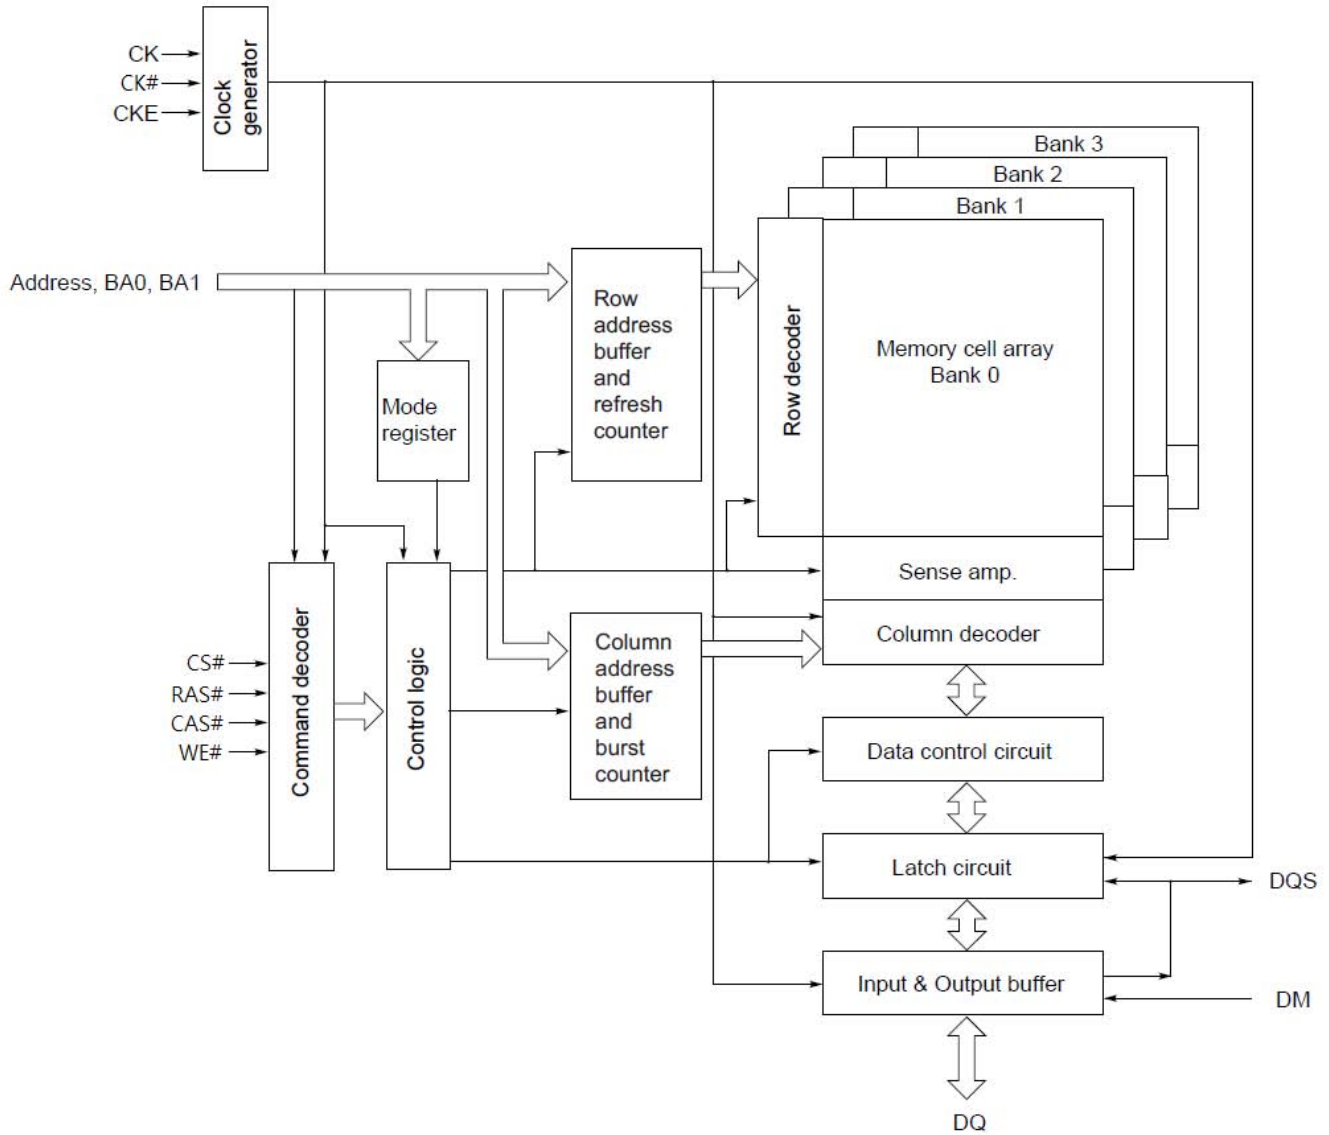 CK
CK#
CKE
Clock
generator
Bank 3
Bank 2
Bank 1
Address, BA0, BA1
Row
address
buffer
and
refresh
counter
Row decoder
Memory cell array
Bank 0
Mode
register
Sense amp.
Column decoder
CS#
RAS#
CAS#
WE#
Command decoder
Control logic
Column
address
buffer
and
burst
counter
Data control circuit
Latch circuit
DQS
Input & Output buffer
DM
DQ